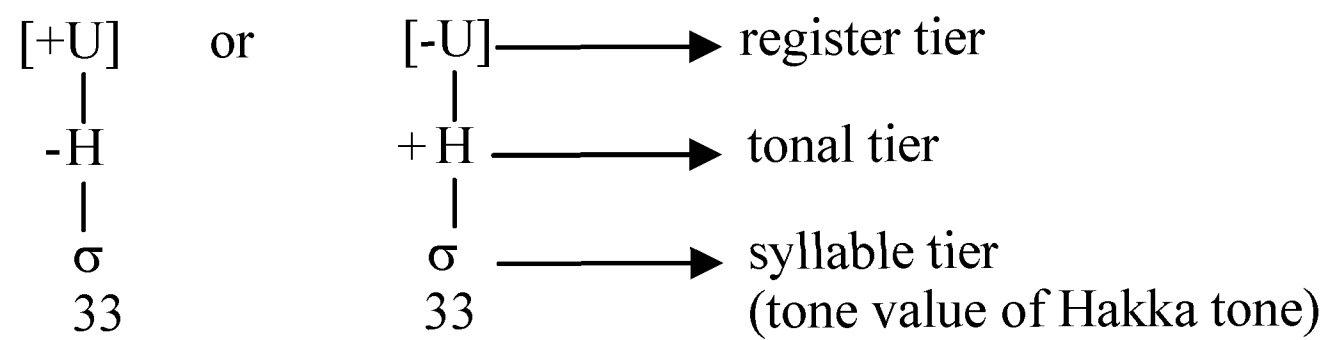 [+U] or [-U] register tier
-H +H tonal tier
σ σ syllable tier
33 33 (tone value of Hakka tone)